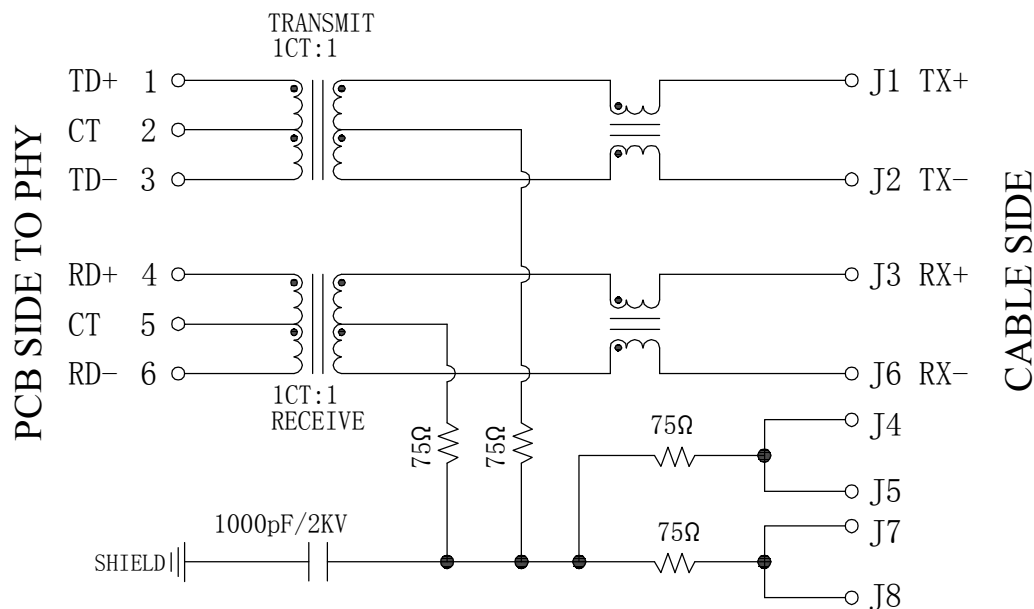 TRANSMIT
1CT:1
TD+ 1
CT 2
TD- 3
J1 TX+
J2 TX-
RD+ 4
CT 5
RD- 6
J3 RX+
J6 RX-
1CT:1
RECEIVE
PCB SIDE TO PHY
CABLE SIDE
75Ω
75Ω
75Ω
J4
J5
1000pF/2KV
75Ω
J7
SHIELD
J8